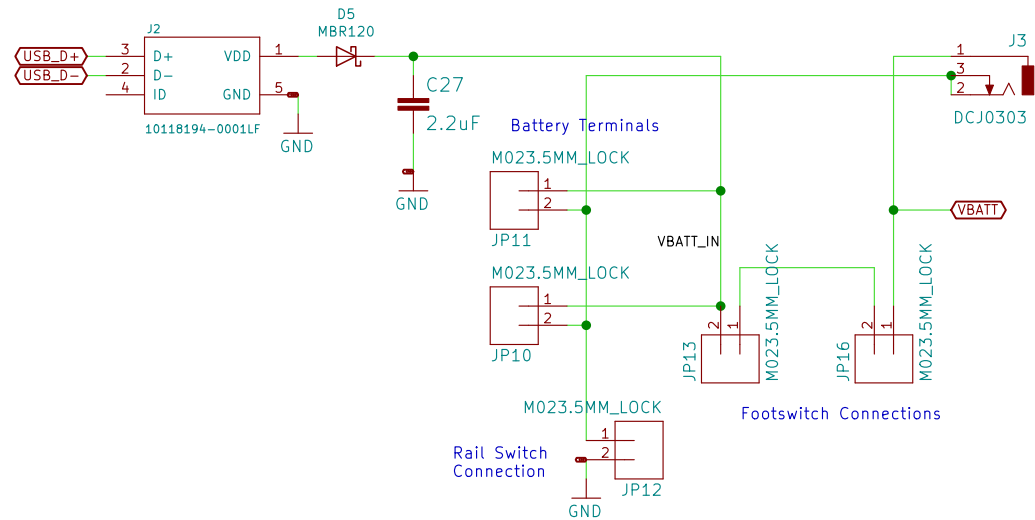 D5
MBR120
J2
USB_D+
3
D+
VDD
1
USB_D-
2
D-
4
ID
GND
5
10118194-0001LF
GND
C27
2.2uF
GND
J3
1
3
2
DCJ0303
Battery Terminals
M023.5MM_LOCK
1
2
JP11
VBATT
VBATT_IN
M023.5MM_LOCK
1
2
JP10
2
1
JP13
M023.5MM_LOCK
2
1
JP16
M023.5MM_LOCK
Footswitch Connections
M023.5MM_LOCK
1
2
JP12
Rail Switch
Connection
GND